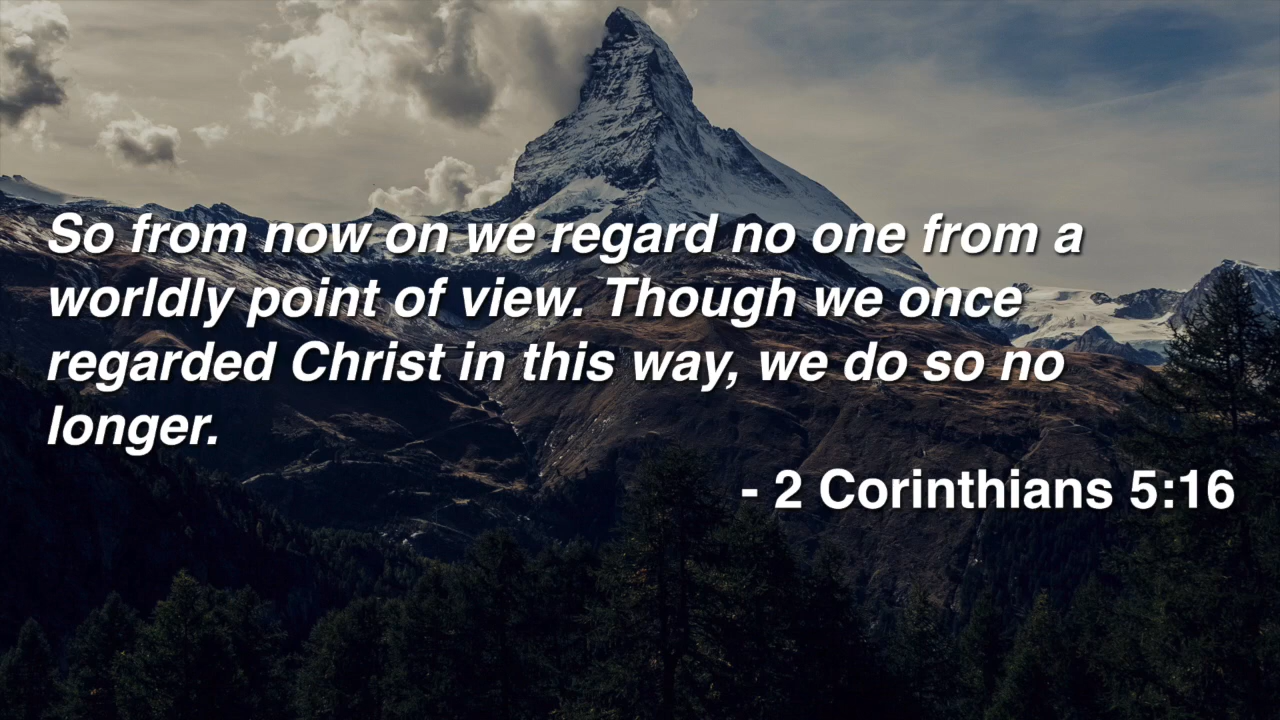 So from now on we regard no one from a
worldly point of view. Though we once
regarded Christ in this way, we do so no
longer.
- 2 Corinthians 5:16